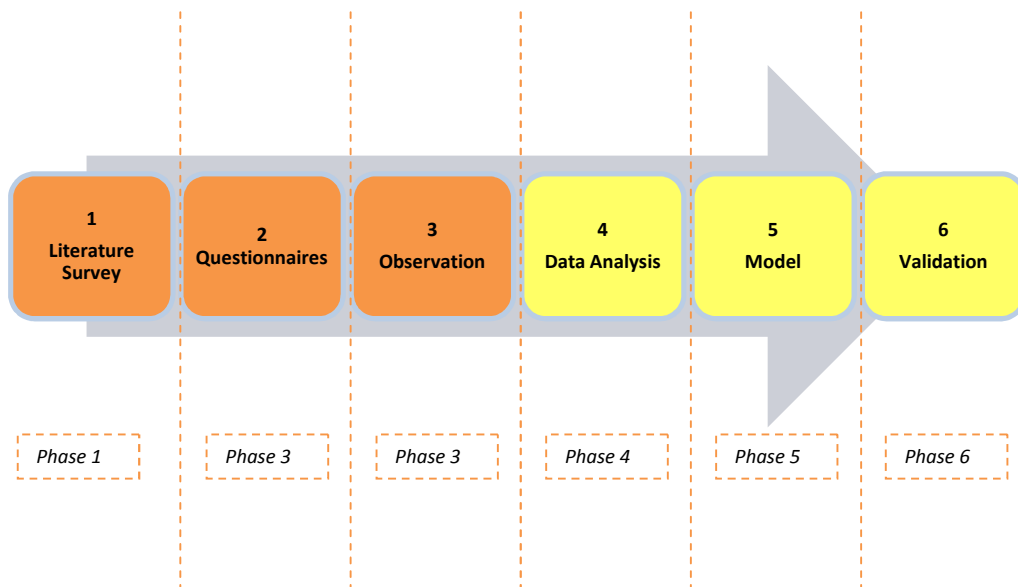 1
Literature
Survey
2
Questionnaires
3
Observation
4
Data Analysis
5
Model
6
Validation
Phase 1
Phase 3
Phase 3
Phase 4
Phase 5
Phase 6